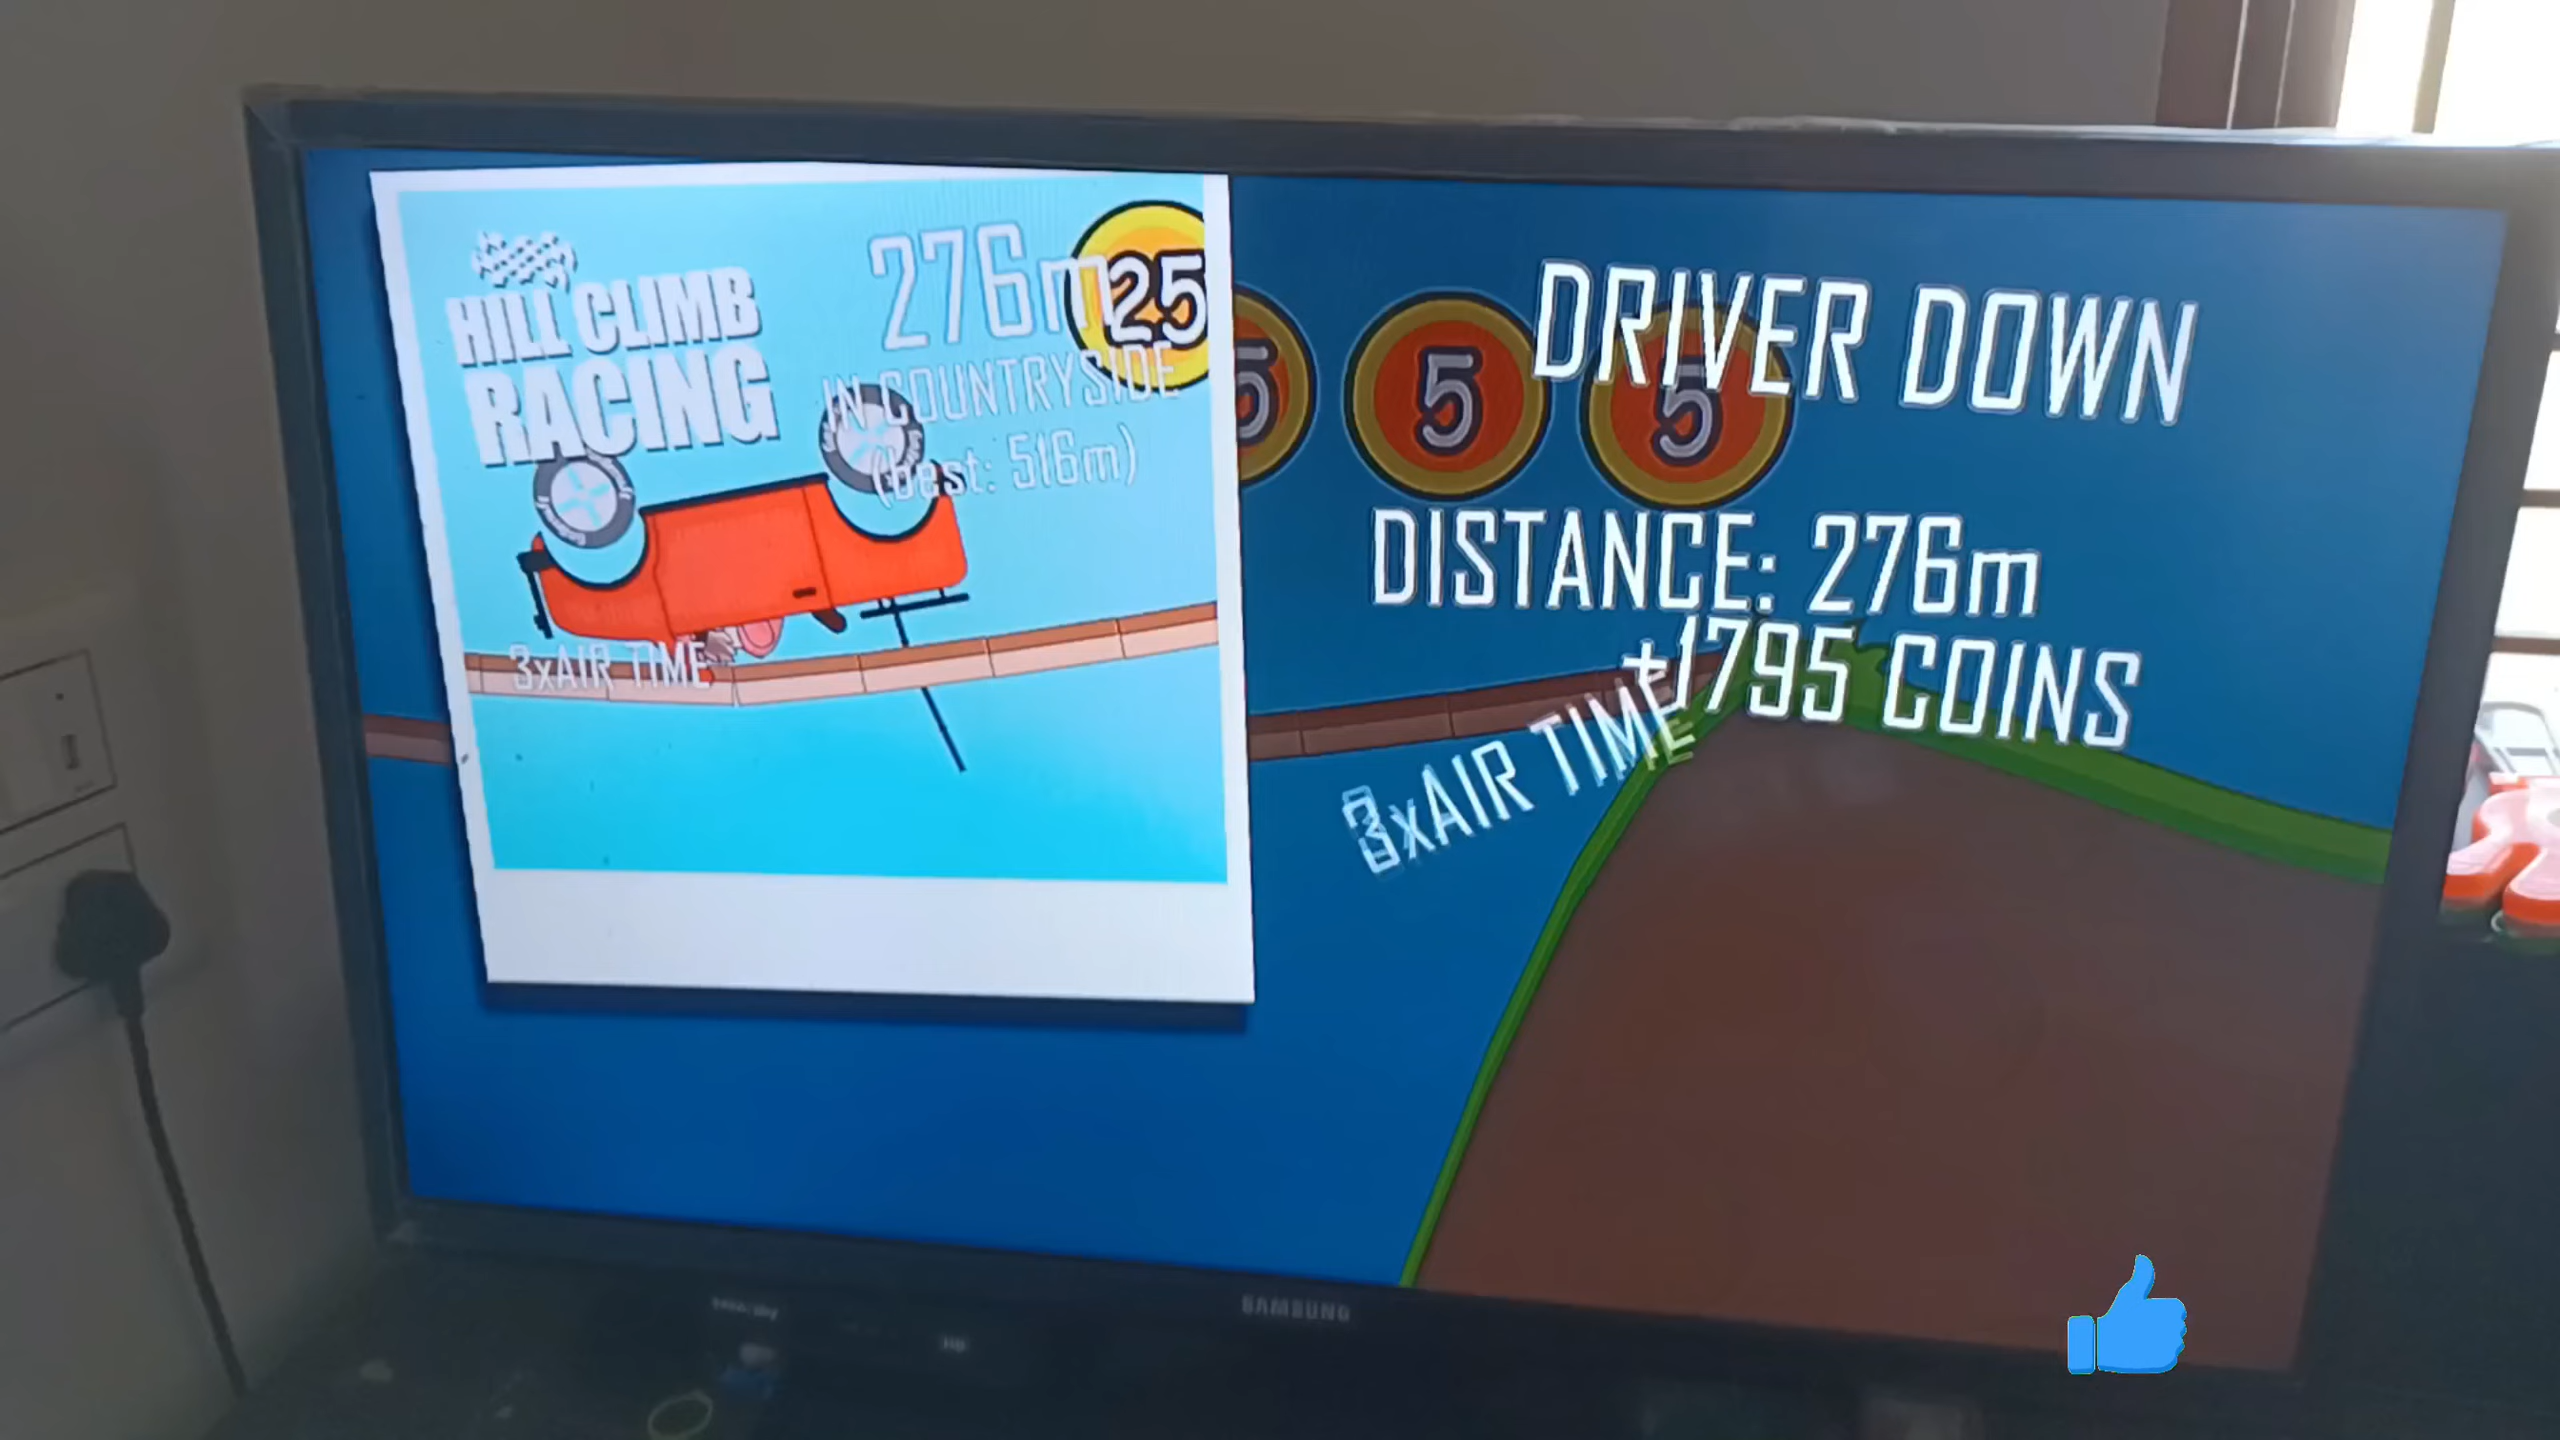 HILL CLIMB
RACING
276m
25
IN COUNTRYSIDE
(best: 516m)
3xAIR TIME
5
5
5
DRIVER DOWN
DISTANCE: 276m
+1795 COINS
3xAIR TIME
SAMSUNG